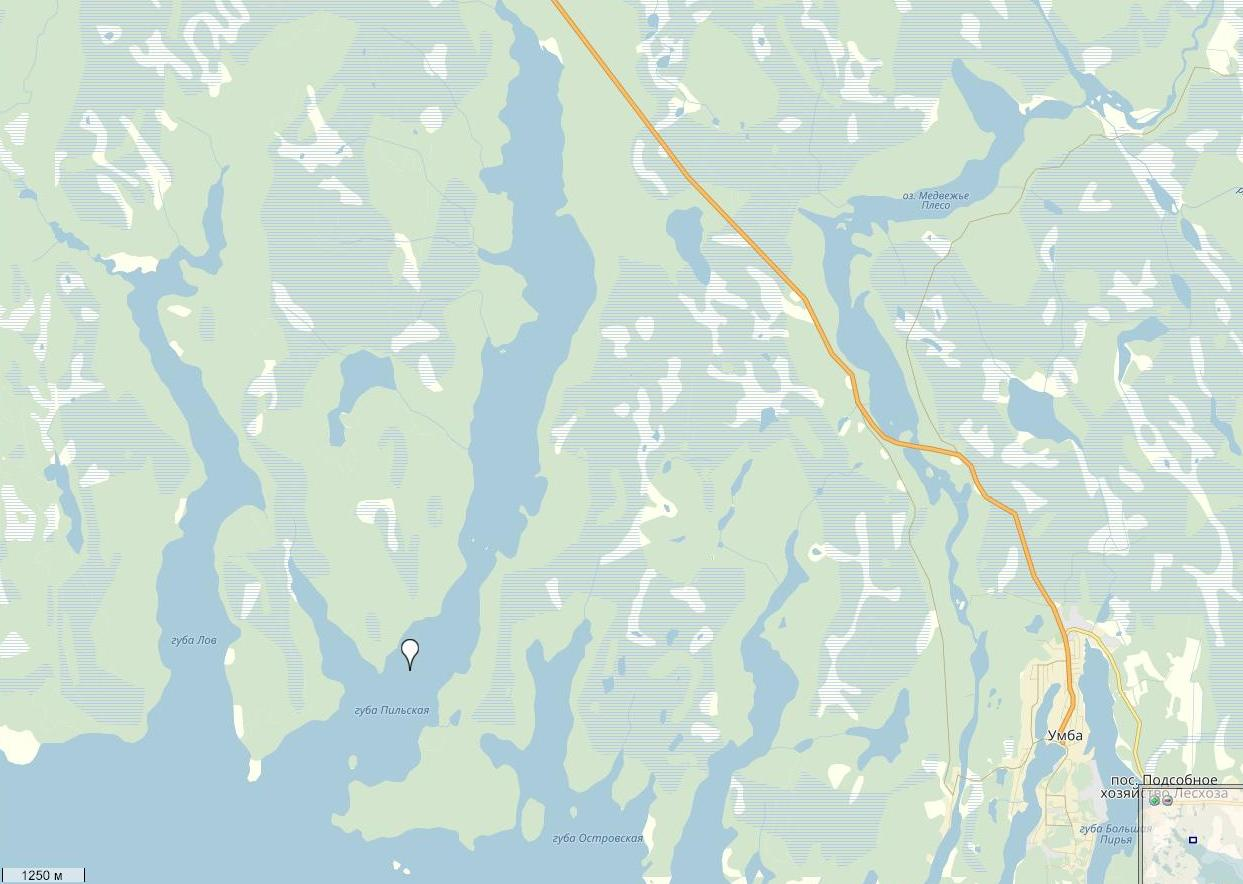 оз. Медвежье
Плесо
губа Лов
губа Пильская
Умба
пос. Подсобное
хозяйство Лесхоза
губа Большая
Пирья
губа Островская
1250 м